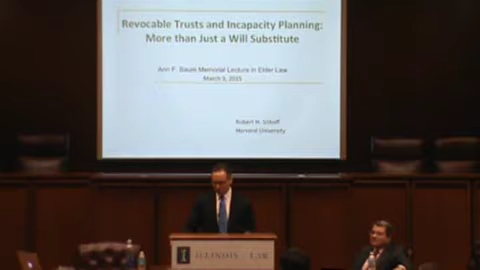 Revocable Trusts and Incapacity Planning:
More than Just a Will Substitute
Ann F. Baum Memorial Lecture in Elder Law
March 5, 2015
Robert H. Sitkoff
Harvard University
ILLINOIS LAW